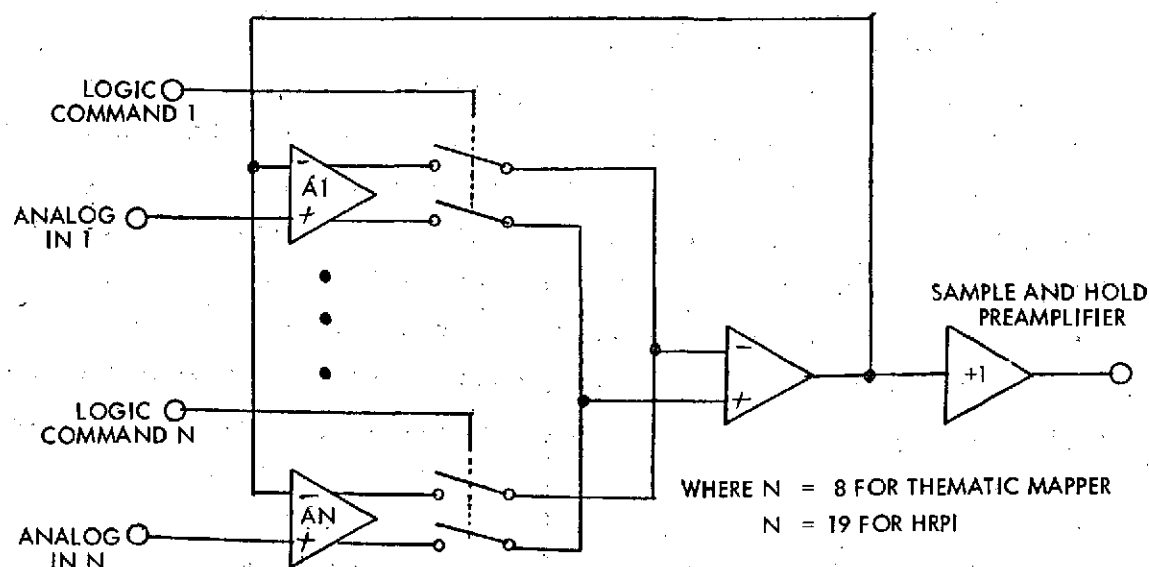 LOGIC
COMMAND 1
-
A1
+
ANALOG
IN 1
SAMPLE AND HOLD
PREAMPLIFIER
-
+
+1
LOGIC
COMMAND N
-
AN
+
ANALOG
IN N
WHERE N = 8 FOR THEMATIC MAPPER
N = 19 FOR HRPI